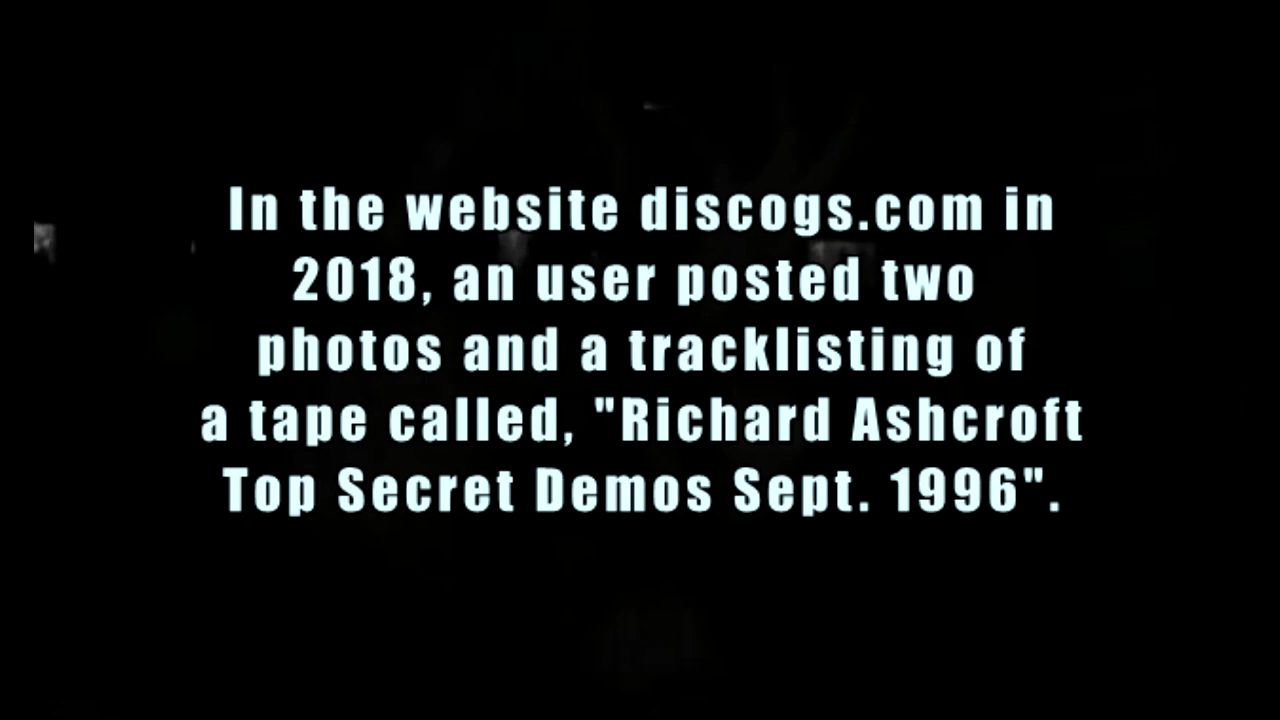 In the website discogs.com in
2018, an user posted two
photos and a tracklisting of
a tape called, "Richard Ashcroft
Top Secret Demos Sept. 1996".